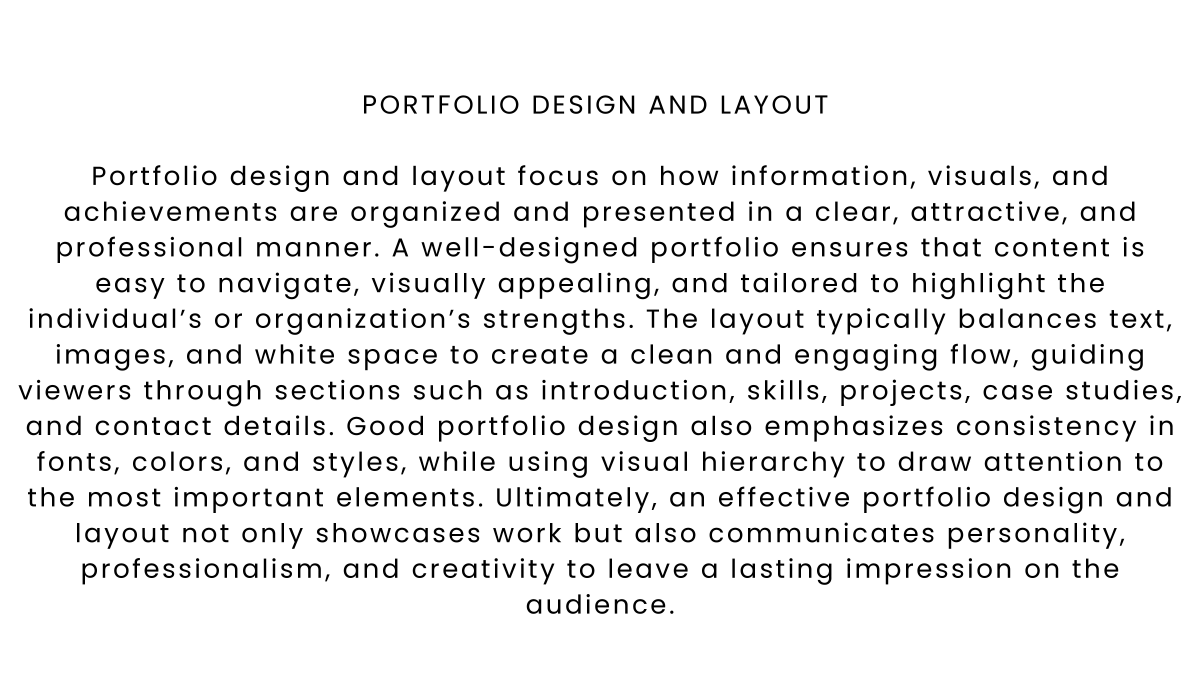 PORTFOLIO DESIGN AND LAYOUT
Portfolio design and layout focus on how information, visuals, and
achievements are organized and presented in a clear, attractive, and
professional manner. A well-designed portfolio ensures that content is
easy to navigate, visually appealing, and tailored to highlight the
individual’s or organization’s strengths. The layout typically balances text,
images, and white space to create a clean and engaging flow, guiding
viewers through sections such as introduction, skills, projects, case studies,
and contact details. Good portfolio design also emphasizes consistency in
fonts, colors, and styles, while using visual hierarchy to draw attention to
the most important elements. Ultimately, an effective portfolio design and
layout not only showcases work but also communicates personality,
professionalism, and creativity to leave a lasting impression on the
audience.